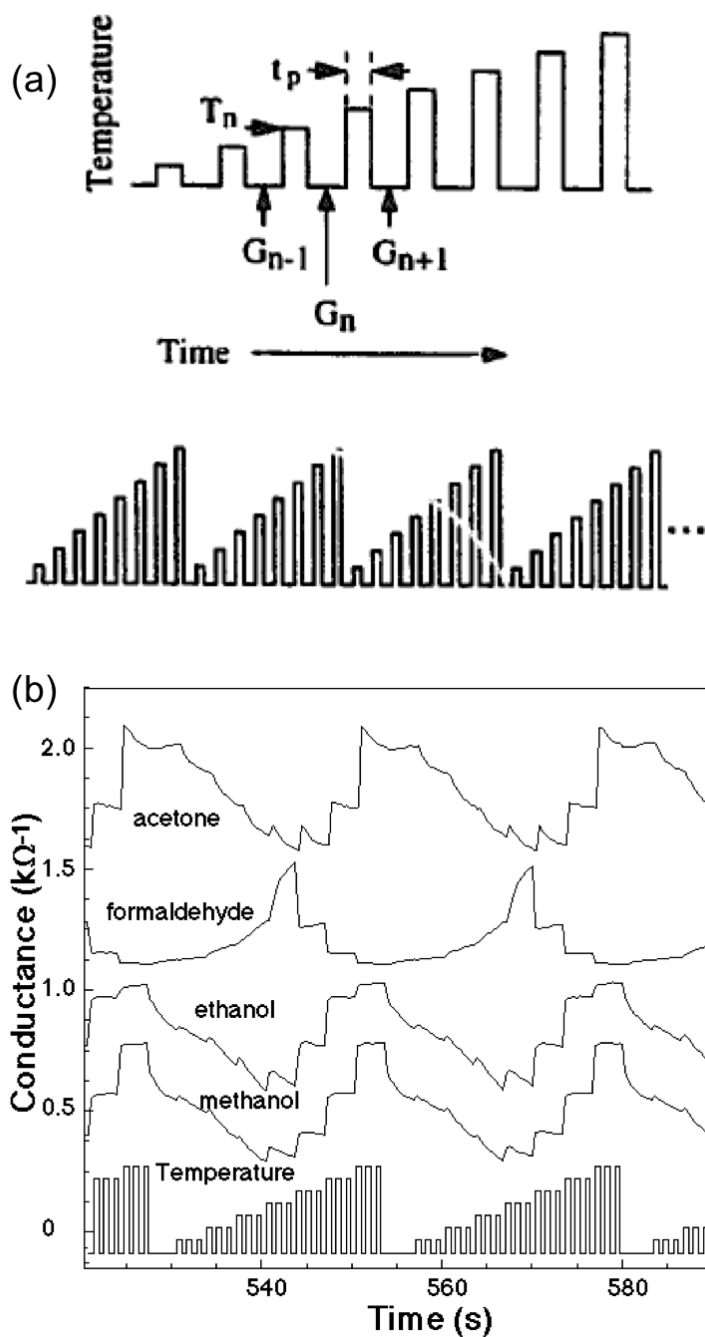 (a)
Temperature
t p
T n
G n-1
G n+1
G n
Time
...
(b)
Conductance (kΩ-1)
2.0
1.5
1.0
0.5
0
acetone
formaldehyde
ethanol
methanol
Temperature
540 560 580
Time (s)